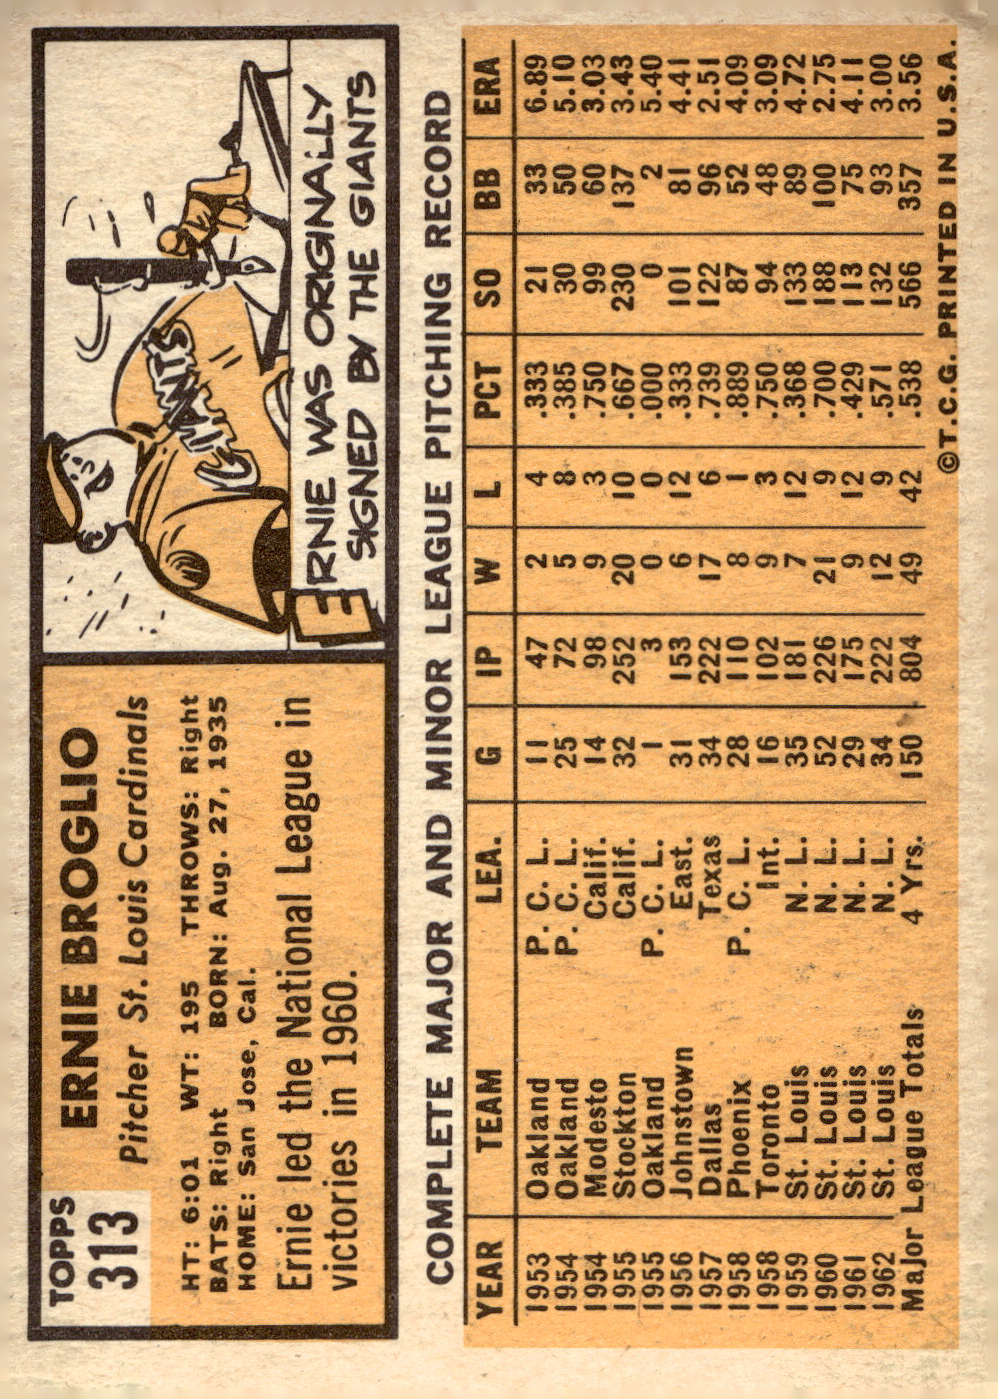 TOPPS
313
ERNIE BROGLIO
Pitcher St. Louis Cardinals
HT: 6:01 WT: 195 THROWS: Right
BATS: Right BORN: Aug. 27, 1935
HOME: San Jose, Cal.
Ernie led the National League in
victories in 1960.
GIANTS
ERNIE WAS ORIGINALLY
SIGNED BY THE GIANTS
COMPLETE MAJOR AND MINOR LEAGUE PITCHING RECORD
YEAR TEAM LEA. G IP W L PCT SO BB ERA
1953 Oakland P. C. L. 11 47 2 4 .333 21 33 6.89
1954 Oakland P. C. L. 25 72 5 8 .385 30 50 5.10
1954 Modesto Calif. 14 98 9 3 .750 99 60 3.03
1955 Stockton Calif. 32 252 20 10 .667 230 137 3.43
1955 Oakland P. C. L. 1 3 0 0 .000 0 2 5.40
1956 Johnstown East. 31 153 6 12 .333 101 81 4.41
1957 Dallas Texas 34 222 17 6 .739 122 96 2.51
1958 Phoenix P. C. L. 28 110 8 1 .889 87 52 4.09
1958 Toronto Int. 16 102 9 3 .750 94 48 3.09
1959 St. Louis N. L. 35 181 7 12 .368 133 89 4.72
1960 St. Louis N. L. 52 226 21 9 .700 188 100 2.75
1961 St. Louis N. L. 29 175 9 12 .429 113 75 4.11
1962 St. Louis N. L. 34 222 12 9 .571 132 93 3.00
Major League Totals 4 Yrs. 150 804 49 42 .538 566 357 3.56
©T.C.G. PRINTED IN U.S.A.